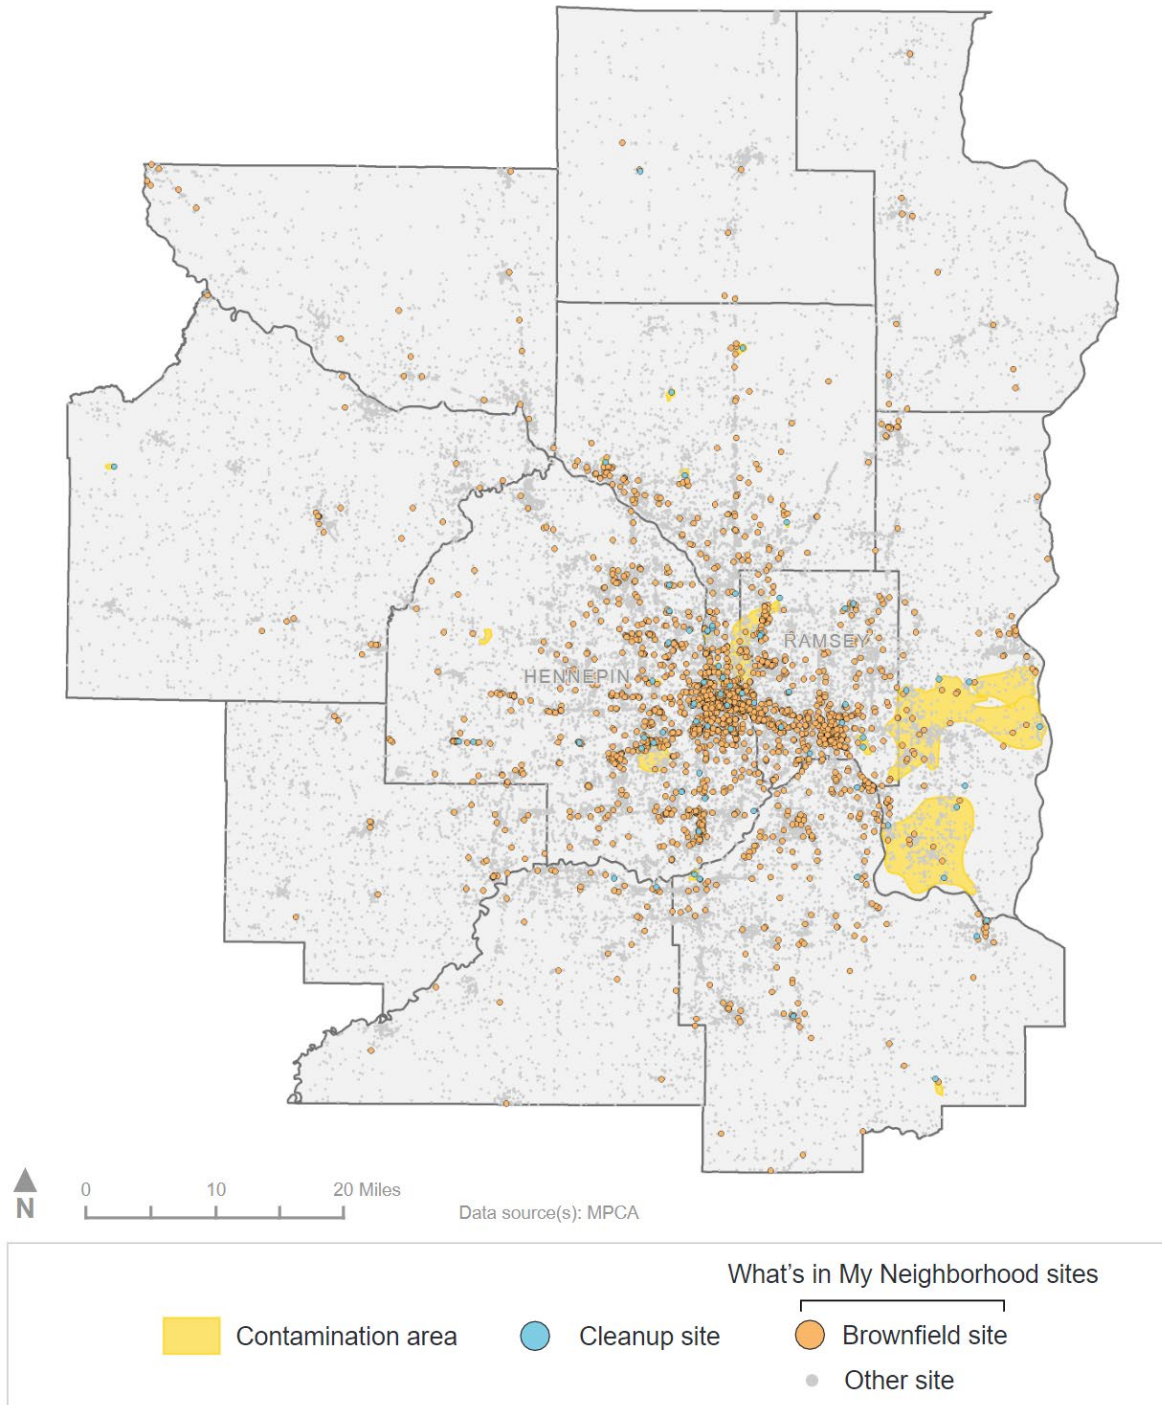 RAMSEY
HENNEPIN
N
0 10 20 Miles
Data source(s): MPCA
What's in My Neighborhood sites
Contamination area
Cleanup site
Brownfield site
Other site